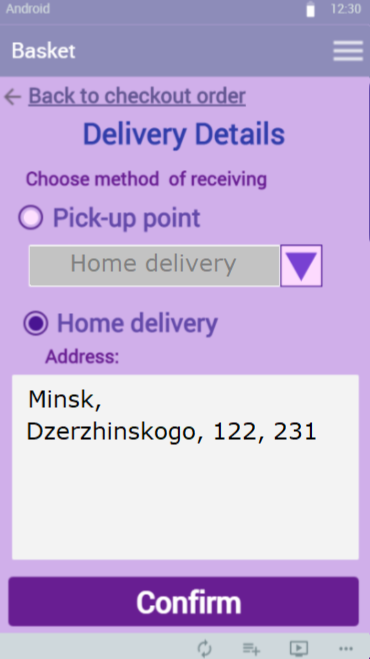 Android 12:30
Basket
Back to checkout order
Delivery Details
Choose method of receiving
Pick-up point
Home delivery
Home delivery
Address:
Minsk,
Dzerzhinskogo, 122, 231
Confirm